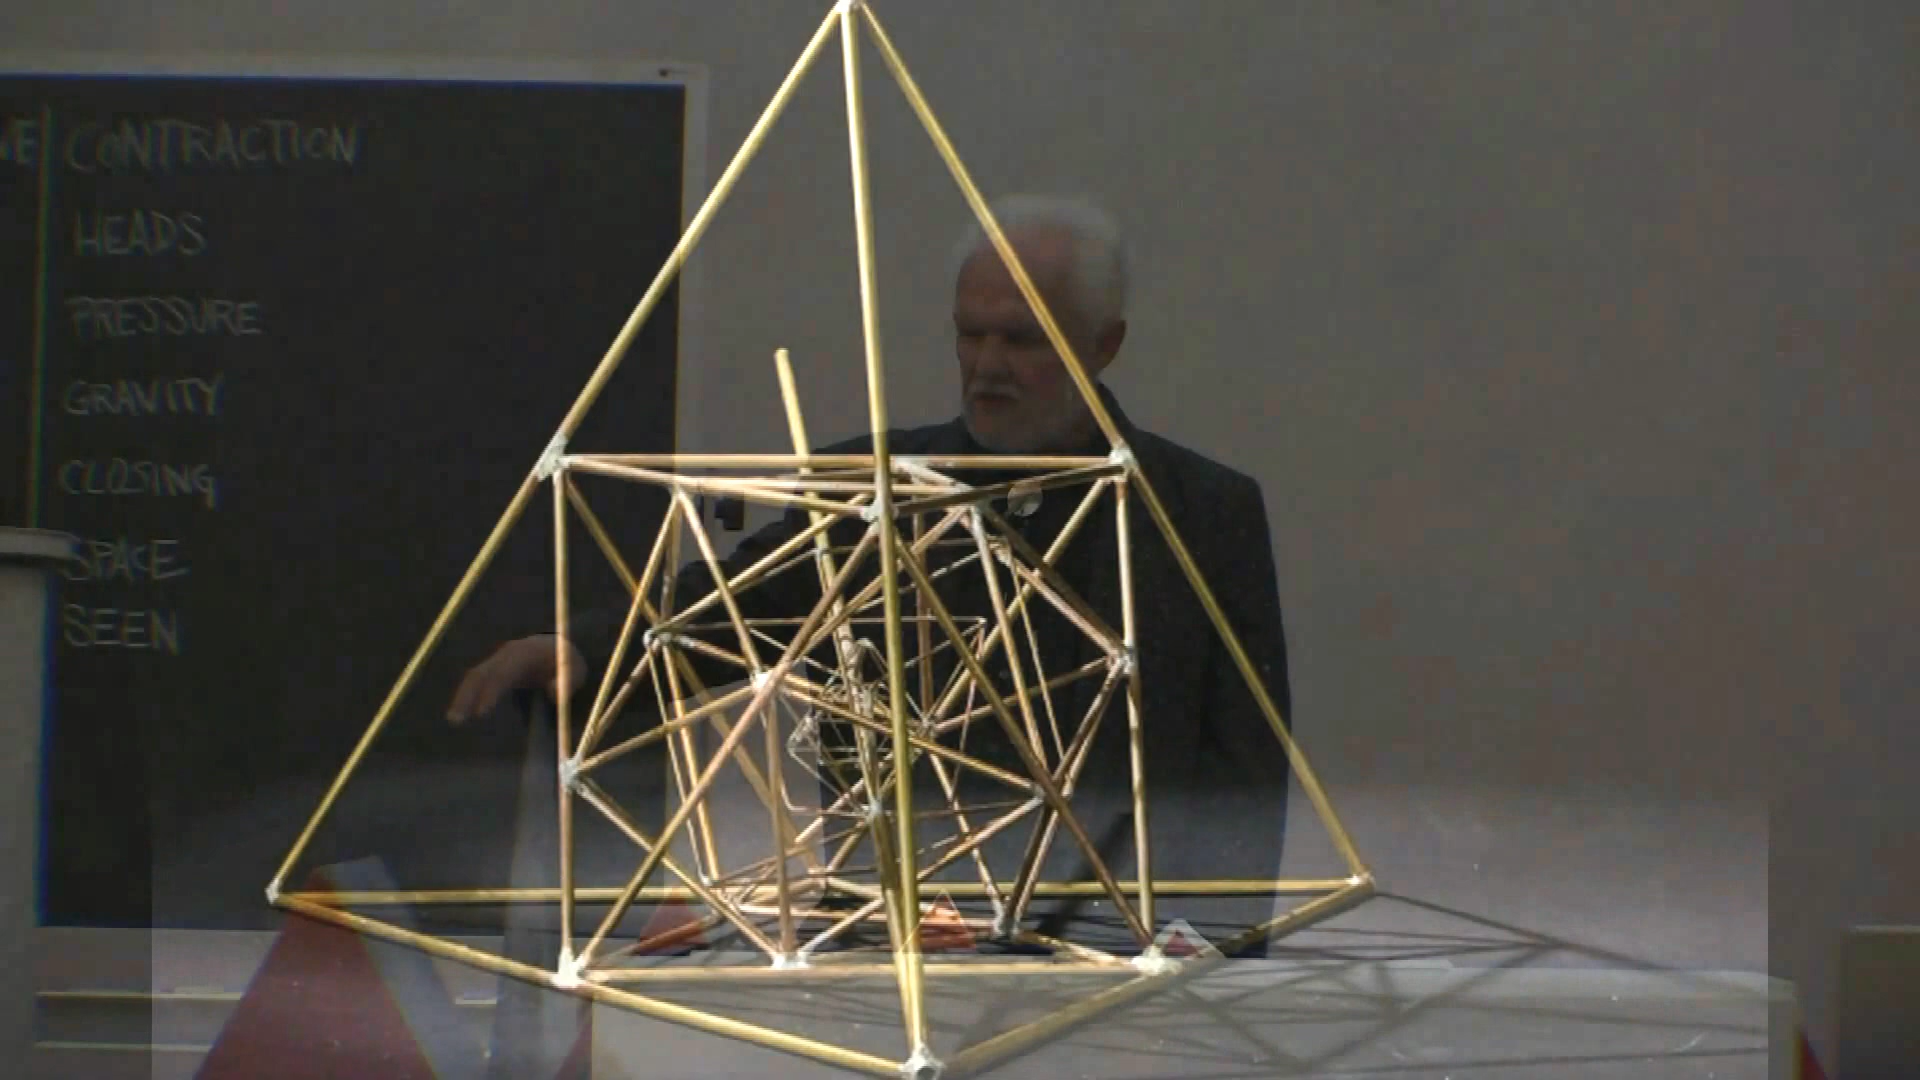 CONTRACTION
HEADS
PRESSURE
GRAVITY
CLOSING
SPACE
SEEN